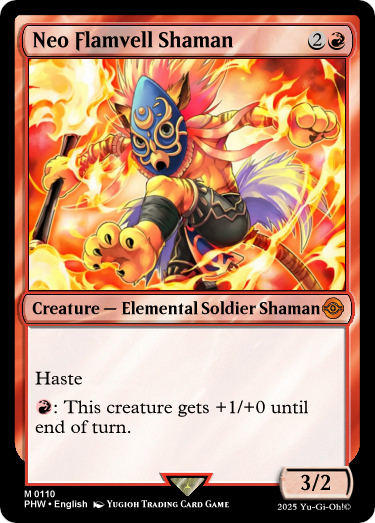 Neo Flamvell Shaman 2
Creature — Elemental Soldier Shaman
Haste
: This creature gets +1/+0 until
end of turn.
3/2
M 0110
PHW • English Yugioh Trading Card Game
2025 Yu-Gi-Oh!©